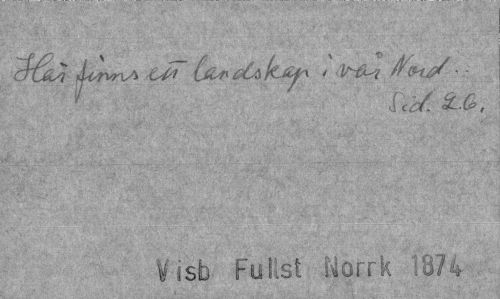 Här finns ett landskap i vår Nord..
Sid. 26.
Visb Fullst Norrk 1874